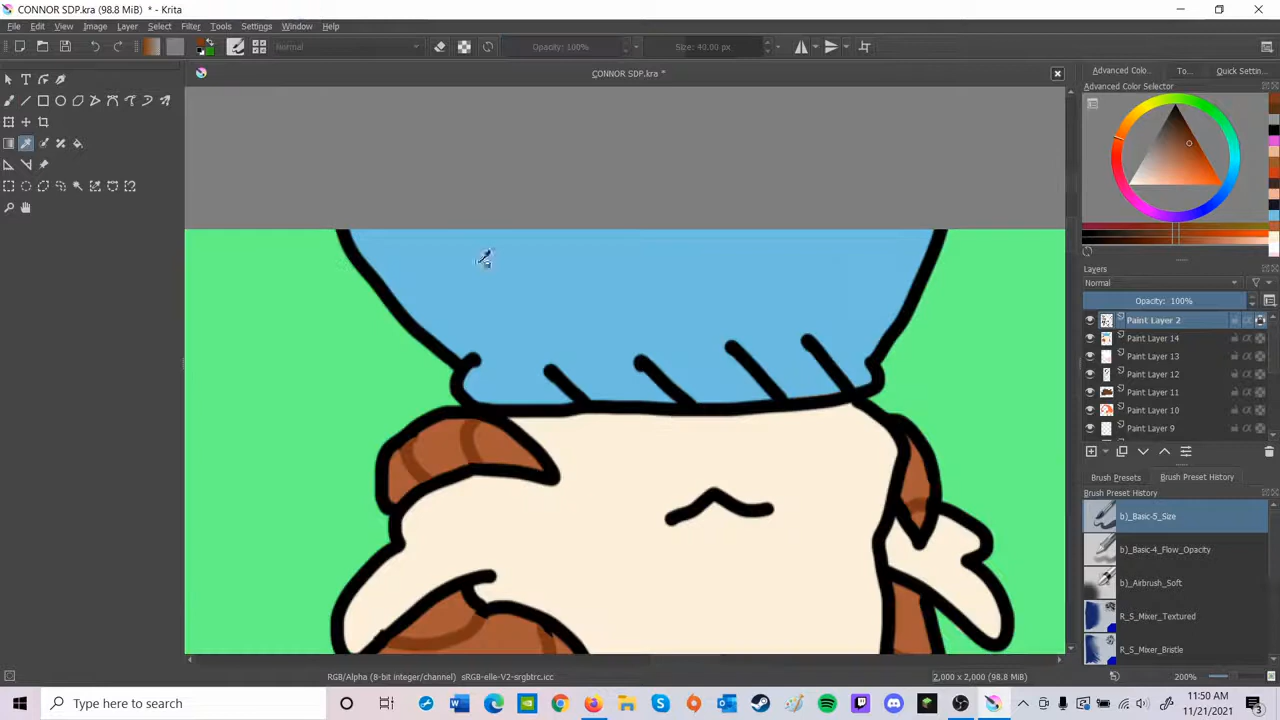 CONNOR SDP.kra (98.8 MiB) * - Krita
File Edit View Image Layer Select Filter Tools Settings Window Help
Normal Opacity: 100% Size: 40.00 px
CONNOR SDP.kra *
Advanced Colo... To... Quick Settin...
Advanced Color Selector
Layers
Normal
Opacity: 100%
Paint Layer 2
Paint Layer 14
Paint Layer 13
Paint Layer 12
Paint Layer 11
Paint Layer 10
Paint Layer 9
Brush Presets Brush Preset History
Brush Preset History
b)_Basic-5_Size
b)_Basic-4_Flow_Opacity
b)_Airbrush_Soft
R_S_Mixer_Textured
R_S_Mixer_Bristle
RGB/Alpha (8-bit integer/channel) sRGB-elle-V2-srgbtrc.icc 2,000 x 2,000 (98.8 MiB) 200%
Type here to search
11:50 AM
11/21/2021
3